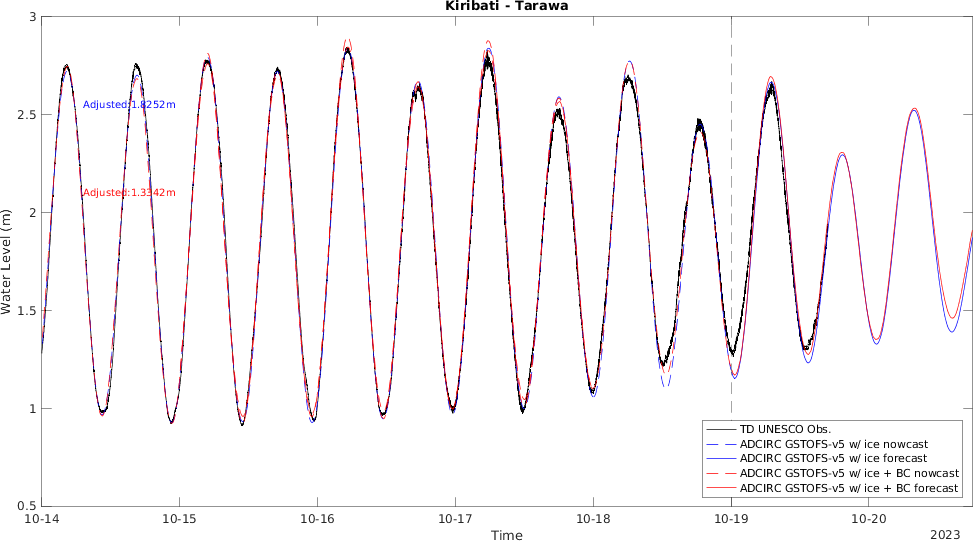 Kiribati - Tarawa
3
2.5
2
1.5
1
0.5
Water Level (m)
Adjusted:1.8252m
Adjusted:1.3342m
TD UNESCO Obs.
ADCIRC GSTOFS-v5 w/ ice nowcast
ADCIRC GSTOFS-v5 w/ ice forecast
ADCIRC GSTOFS-v5 w/ ice + BC nowcast
ADCIRC GSTOFS-v5 w/ ice + BC forecast
10-14 10-15 10-16 10-17 10-18 10-19 10-20
Time
2023